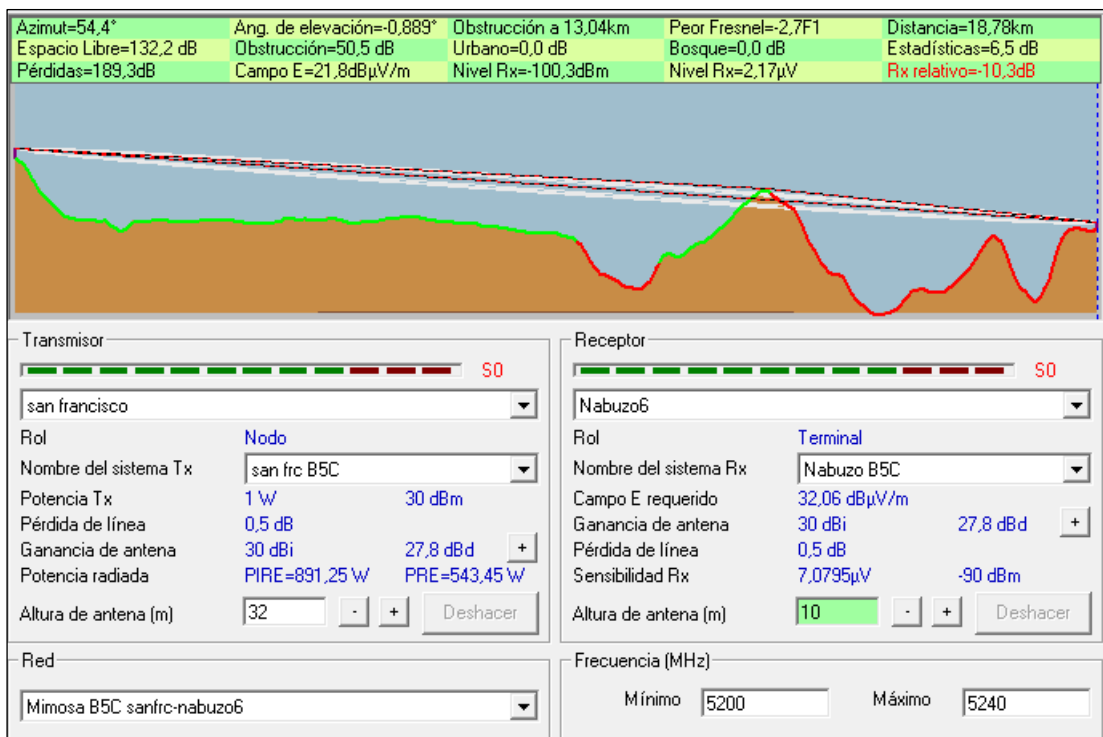 Azimut=54,4° Ang. de elevación=-0,889° Obstrucción a 13,04km Peor Fresnel=-2,7F1 Distancia=18,78km
Espacio Libre=132,2 dB Obstrucción=50,5 dB Urbano=0,0 dB Bosque=0,0 dB Estadísticas=6,5 dB
Pérdidas=189,3dB Campo E=21,8dBµV/m Nivel Rx=-100,3dBm Nivel Rx=2,17µV Rx relativo=-10,3dB
Transmisor
S0
san francisco
Rol Nodo
Nombre del sistema Tx san frc B5C
Potencia Tx 1 W 30 dBm
Pérdida de línea 0,5 dB
Ganancia de antena 30 dBi 27,8 dBd +
Potencia radiada PIRE=891,25 W PRE=543,45 W
Altura de antena (m) 32 - + Deshacer
Receptor
S0
Nabuzo6
Rol Terminal
Nombre del sistema Rx Nabuzo B5C
Campo E requerido 32,06 dBµV/m
Ganancia de antena 30 dBi 27,8 dBd +
Pérdida de línea 0,5 dB
Sensibilidad Rx 7,0795µV -90 dBm
Altura de antena (m) 10 - + Deshacer
Red
Mimosa B5C sanfrc-nabuzo6
Frecuencia (MHz)
Mínimo 5200 Máximo 5240